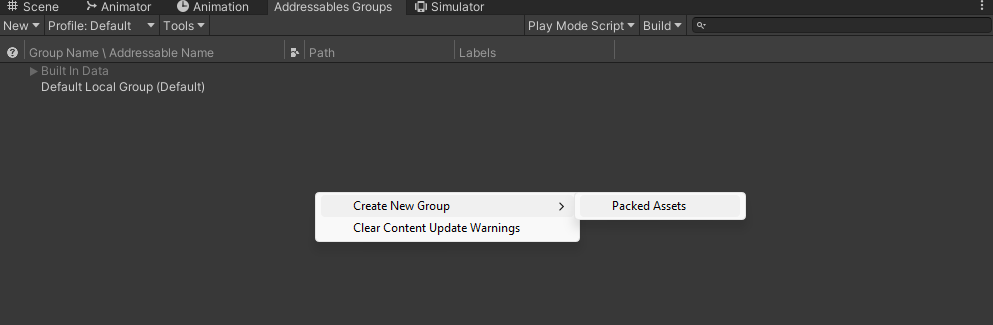 Scene Animator Animation Addressables Groups Simulator
New Profile: Default Tools Play Mode Script Build
Group Name \ Addressable Name Path Labels
Built In Data
Default Local Group (Default)
Create New Group Packed Assets
Clear Content Update Warnings